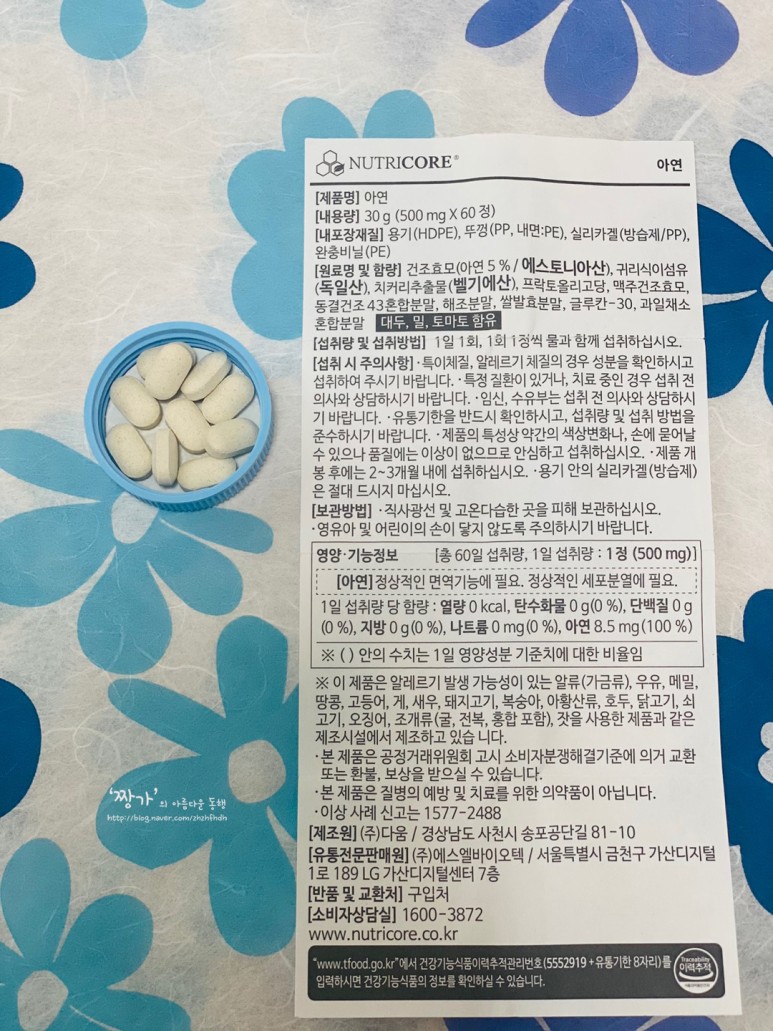 NUTRICORE®
아연
[제품명] 아연
[내용량] 30 g (500 mg X 60 정)
[내포장재질] 용기(HDPE), 뚜껑(PP, 내면:PE), 실리카겔(방습제/PP),
완충비닐(PE)
[원료명 및 함량] 건조효모(아연 5 % / 에스토니아산), 귀리식이섬유
(독일산), 치커리추출물(벨기에산), 프락토올리고당, 맥주건조효모,
동결건조 43혼합분말, 해조분말, 쌀발효분말, 글루칸-30, 과일채소
혼합분말 대두, 밀, 토마토 함유
[섭취량 및 섭취방법] 1일 1회, 1회 1정씩 물과 함께 섭취하십시오.
[섭취 시 주의사항] ·특이체질, 알레르기 체질의 경우 성분을 확인하시고
섭취하여 주시기 바랍니다. ·특정 질환이 있거나, 치료 중인 경우 섭취 전
의사와 상담하시기 바랍니다. ·임신, 수유부는 섭취 전 의사와 상담하시
기 바랍니다. ·유통기한을 반드시 확인하시고, 섭취량 및 섭취 방법을
준수하시기 바랍니다. ·제품의 특성상 약간의 색상변화나, 손에 묻어날
수 있으나 품질에는 이상이 없으므로 안심하고 섭취하십시오. ·제품 개
봉 후에는 2~3개월 내에 섭취하십시오. ·용기 안의 실리카겔(방습제)
은 절대 드시지 마십시오.
[보관방법] ·직사광선 및 고온다습한 곳을 피해 보관하십시오.
·영유아 및 어린이의 손이 닿지 않도록 주의하시기 바랍니다.
영양·기능정보 [총 60일 섭취량, 1일 섭취량 : 1정 (500 mg)]
[아연] 정상적인 면역기능에 필요. 정상적인 세포분열에 필요.
1일 섭취량 당 함량 : 열량 0 kcal, 탄수화물 0 g(0 %), 단백질 0 g
(0 %), 지방 0 g(0 %), 나트륨 0 mg(0 %), 아연 8.5 mg(100 %)
※ ( ) 안의 수치는 1일 영양성분 기준치에 대한 비율임
※ 이 제품은 알레르기 발생 가능성이 있는 알류(가금류), 우유, 메밀,
땅콩, 고등어, 게, 새우, 돼지고기, 복숭아, 아황산류, 호두, 닭고기, 쇠
고기, 오징어, 조개류(굴, 전복, 홍합 포함), 잣을 사용한 제품과 같은
제조시설에서 제조하고 있습니다.
·본 제품은 공정거래위원회 고시 소비자분쟁해결기준에 의거 교환
또는 환불, 보상을 받으실 수 있습니다.
·본 제품은 질병의 예방 및 치료를 위한 의약품이 아닙니다.
·이상 사례 신고는 1577-2488
[제조원] (주)다움 / 경상남도 사천시 송포공단길 81-10
[유통전문판매원] (주)에스엘바이오텍 / 서울특별시 금천구 가산디지털
1로 189 LG 가산디지털센터 7층
[반품 및 교환처] 구입처
[소비자상담실] 1600-3872
www.nutricore.co.kr
"www.tfood.go.kr"에서 건강기능식품이력추적관리번호(5552919 + 유통기한 8자리)를
입력하시면 건강기능식품의 정보를 확인하실 수 있습니다.
Traceability
이력추적
'짱가'의 아름다운 동행
http://blog.naver.com/zhzhfhdh